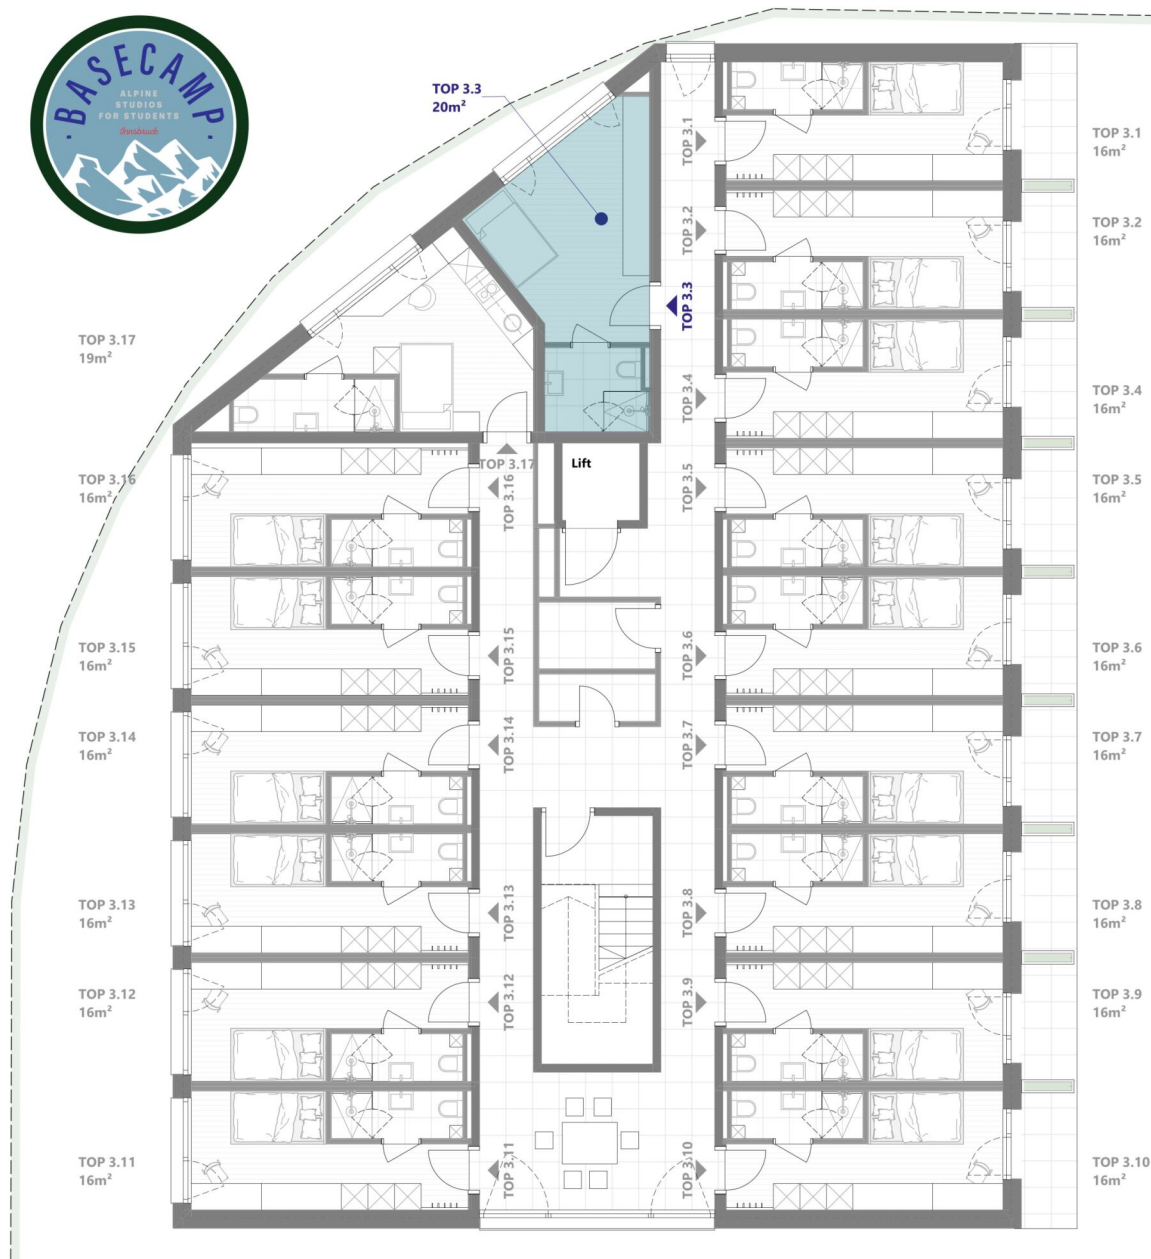 BASECAMP
ALPINE
STUDIOS
FOR STUDENTS
Innsbruck
TOP 3.3
20m²
TOP 3.1
TOP 3.1
16m²
TOP 3.2
TOP 3.2
16m²
TOP 3.3
TOP 3.17
19m²
TOP 3.4
TOP 3.4
16m²
TOP 3.17
Lift
TOP 3.16
16m²
TOP 3.16
TOP 3.5
TOP 3.5
16m²
TOP 3.15
16m²
TOP 3.15
TOP 3.6
TOP 3.6
16m²
TOP 3.14
16m²
TOP 3.14
TOP 3.7
TOP 3.7
16m²
TOP 3.13
16m²
TOP 3.13
TOP 3.8
TOP 3.8
16m²
TOP 3.12
16m²
TOP 3.12
TOP 3.9
TOP 3.9
16m²
TOP 3.11
16m²
TOP 3.11
TOP 3.10
TOP 3.10
16m²